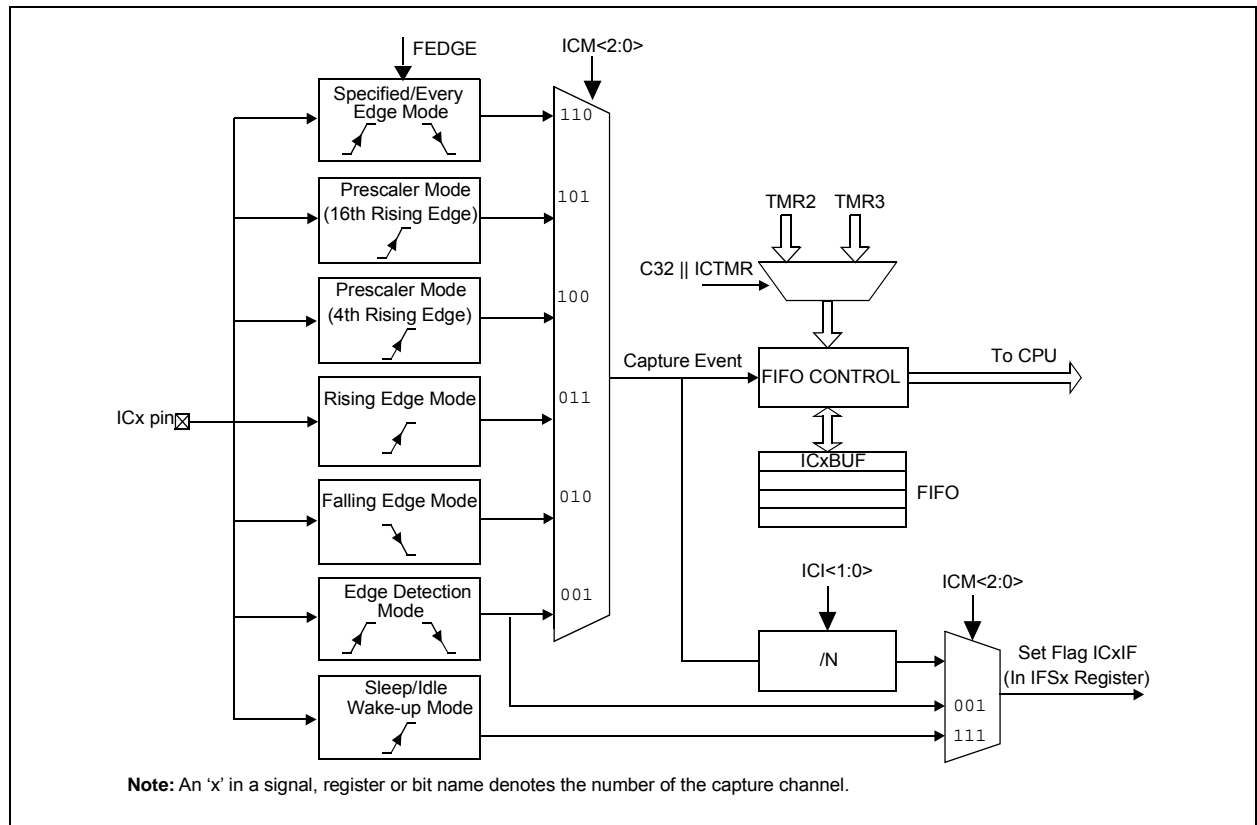 FEDGE
ICM<2:0>
Specified/Every
Edge Mode
110
Prescaler Mode
(16th Rising Edge)
101
TMR2
TMR3
C32 || ICTMR
Prescaler Mode
(4th Rising Edge)
100
Capture Event
FIFO CONTROL
To CPU
ICx pin
Rising Edge Mode
011
ICxBUF
FIFO
Falling Edge Mode
010
Edge Detection
Mode
001
ICI<1:0>
ICM<2:0>
/N
Set Flag ICxIF
(In IFSx Register)
001
111
Sleep/Idle
Wake-up Mode
Note: An ‘x’ in a signal, register or bit name denotes the number of the capture channel.